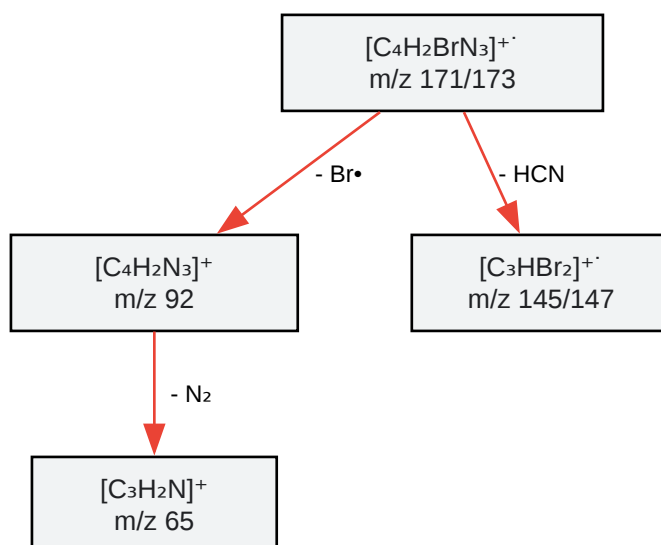 [C₄H₂BrN₃]⁺˙
m/z 171/173
- Br•
- HCN
[C₄H₂N₃]⁺
m/z 92
[C₃HBr₂]⁺˙
m/z 145/147
- N₂
[C₃H₂N]⁺
m/z 65